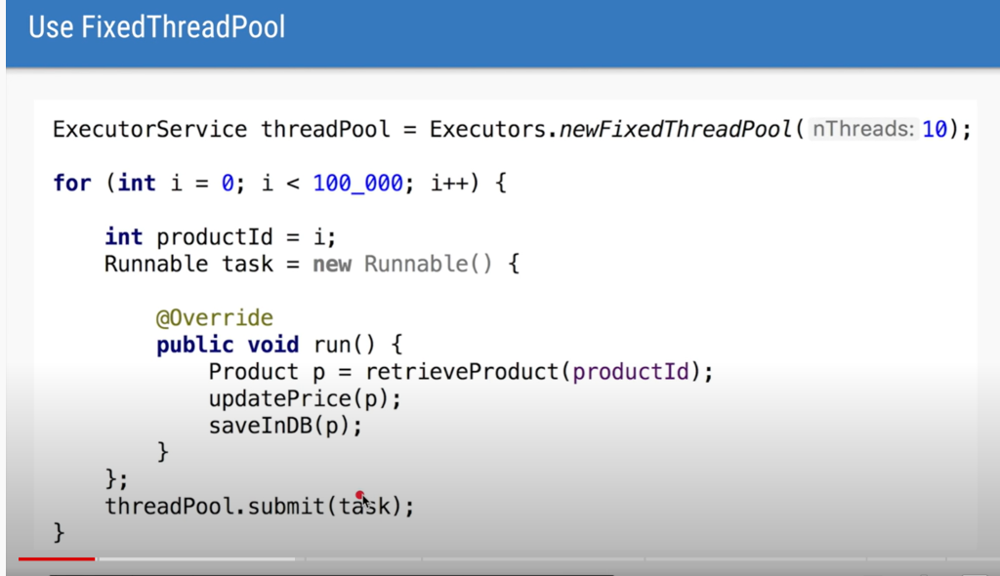 Use FixedThreadPool
ExecutorService threadPool = Executors.newFixedThreadPool( nThreads: 10);
for (int i = 0; i < 100_000; i++) {
int productId = i;
Runnable task = new Runnable() {
@Override
public void run() {
Product p = retrieveProduct(productId);
updatePrice(p);
saveInDB(p);
}
};
threadPool.submit(task);
}